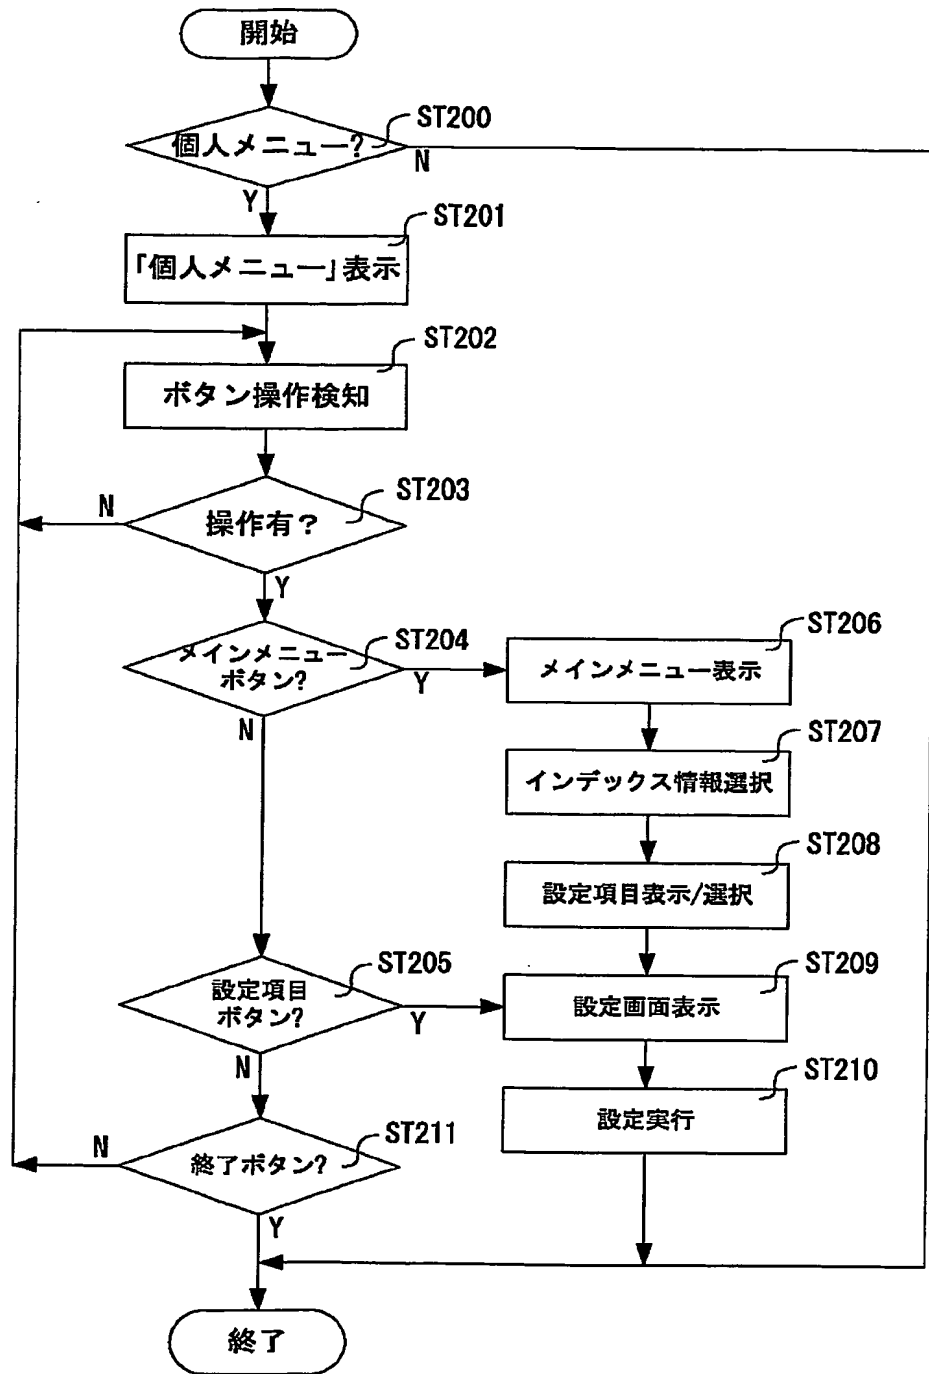 開始
ST200
個人メニュー?
N
Y
ST201
「個人メニュー」表示
ST202
ボタン操作検知
ST203
N
操作有?
Y
ST204
メインメニュー
ボタン?
Y
N
ST206
メインメニュー表示
ST207
インデックス情報選択
ST208
設定項目表示/選択
ST205
設定項目
ボタン?
Y
N
ST209
設定画面表示
ST210
設定実行
ST211
N
終了ボタン?
Y
終了